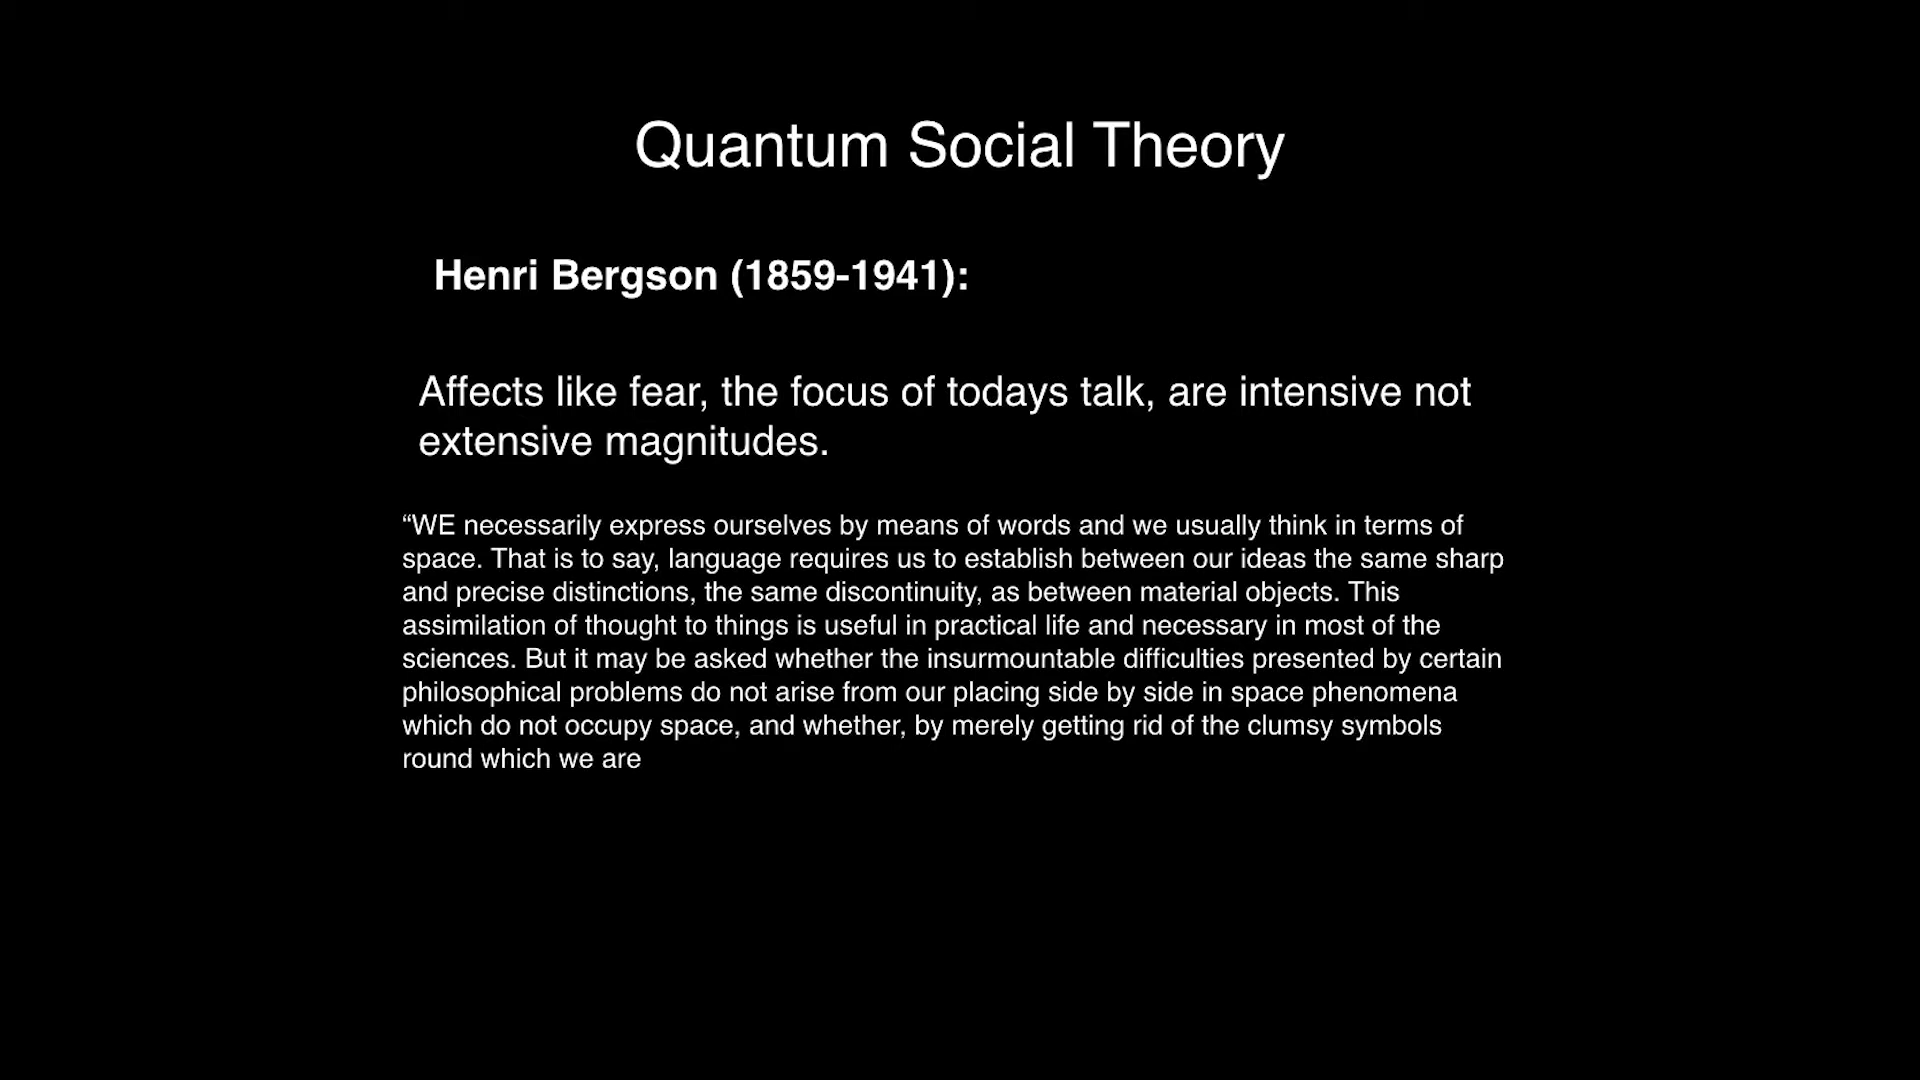 Quantum Social Theory
Henri Bergson (1859-1941):
Affects like fear, the focus of todays talk, are intensive not
extensive magnitudes.
“WE necessarily express ourselves by means of words and we usually think in terms of
space. That is to say, language requires us to establish between our ideas the same sharp
and precise distinctions, the same discontinuity, as between material objects. This
assimilation of thought to things is useful in practical life and necessary in most of the
sciences. But it may be asked whether the insurmountable difficulties presented by certain
philosophical problems do not arise from our placing side by side in space phenomena
which do not occupy space, and whether, by merely getting rid of the clumsy symbols
round which we are